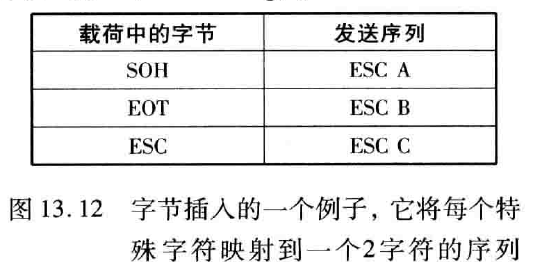 载荷中的字节 发送序列
SOH ESC A
EOT ESC B
ESC ESC C
图 13.12 字节插入的一个例子，它将每个特
殊字符映射到一个2字符的序列